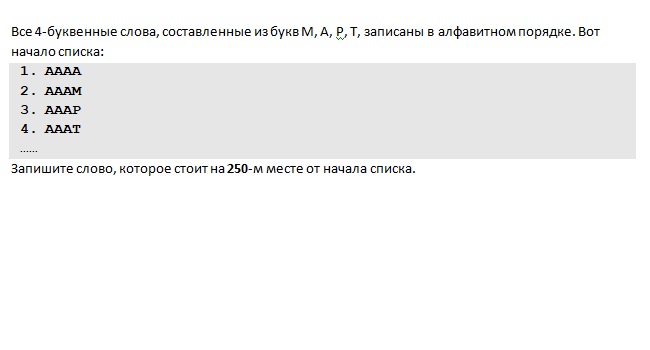 Все 4-буквенные слова, составленные из букв М, А, Р, Т, записаны в алфавитном порядке. Вот
начало списка:
1. АААА
2. АААМ
3. АААР
4. АААТ
……
Запишите слово, которое стоит на 250-м месте от начала списка.